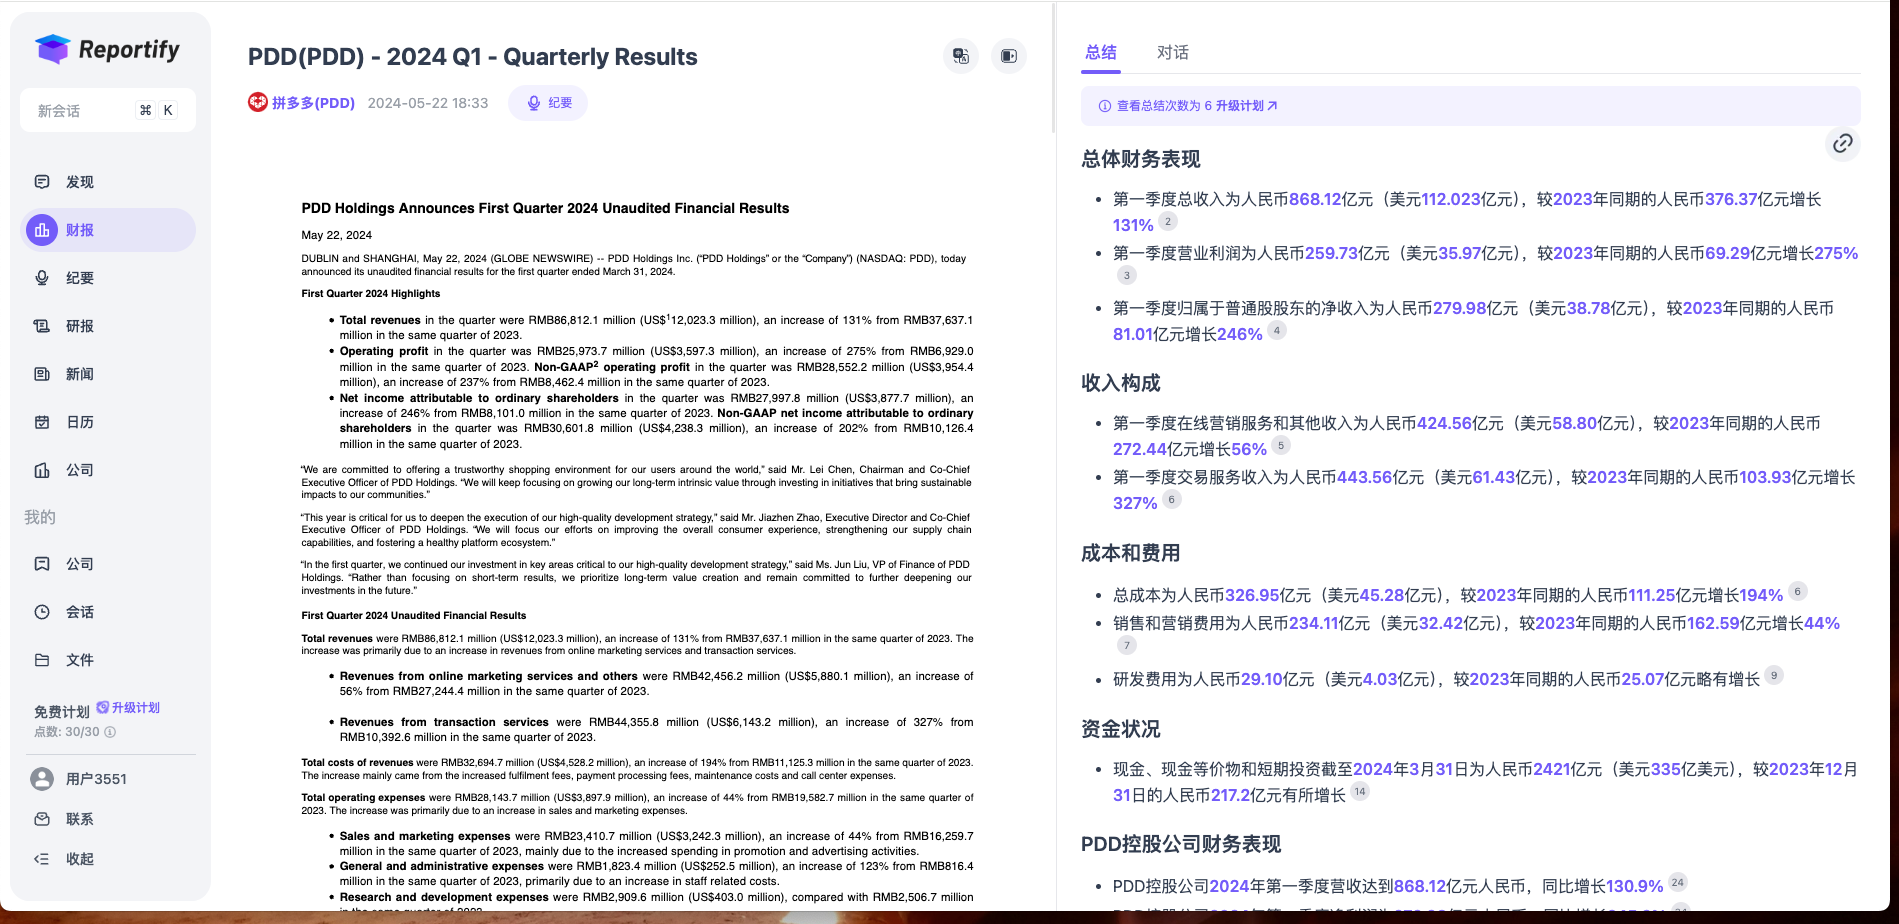 Reportify
新会话 ⌘ K
发现
财报
纪要
研报
新闻
日历
公司
我的
公司
会话
文件
免费计划 升级计划
点数: 30/30
用户3551
联系
收起
PDD(PDD) - 2024 Q1 - Quarterly Results
拼多多(PDD) 2024-05-22 18:33 纪要
PDD Holdings Announces First Quarter 2024 Unaudited Financial Results
May 22, 2024
DUBLIN and SHANGHAI, May 22, 2024 (GLOBE NEWSWIRE) -- PDD Holdings Inc. (“PDD Holdings” or the “Company”) (NASDAQ: PDD), today
announced its unaudited financial results for the first quarter ended March 31, 2024.
First Quarter 2024 Highlights
• Total revenues in the quarter were RMB86,812.1 million (US$¹12,023.3 million), an increase of 131% from RMB37,637.1
million in the same quarter of 2023.
• Operating profit in the quarter was RMB25,973.7 million (US$3,597.3 million), an increase of 275% from RMB6,929.0
million in the same quarter of 2023. Non-GAAP² operating profit in the quarter was RMB28,552.2 million (US$3,954.4
million), an increase of 237% from RMB8,462.4 million in the same quarter of 2023.
• Net income attributable to ordinary shareholders in the quarter was RMB27,997.8 million (US$3,877.7 million), an
increase of 246% from RMB8,101.0 million in the same quarter of 2023. Non-GAAP net income attributable to ordinary
shareholders in the quarter was RMB30,601.8 million (US$4,238.3 million), an increase of 202% from RMB10,126.4
million in the same quarter of 2023.
“We are committed to offering a trustworthy shopping environment for our users around the world,” said Mr. Lei Chen, Chairman and Co-Chief
Executive Officer of PDD Holdings. “We will keep focusing on growing our long-term intrinsic value through investing in initiatives that bring sustainable
impacts to our communities.”
“This year is critical for us to deepen the execution of our high-quality development strategy,” said Mr. Jiazhen Zhao, Executive Director and Co-Chief
Executive Officer of PDD Holdings. “We will focus our efforts on improving the overall consumer experience, strengthening our supply chain
capabilities, and fostering a healthy platform ecosystem.”
“In the first quarter, we continued our investment in key areas critical to our high-quality development strategy,” said Ms. Jun Liu, VP of Finance of PDD
Holdings. “Rather than focusing on short-term results, we prioritize long-term value creation and remain committed to further deepening our
investments in the future.”
First Quarter 2024 Unaudited Financial Results
Total revenues were RMB86,812.1 million (US$12,023.3 million), an increase of 131% from RMB37,637.1 million in the same quarter of 2023. The
increase was primarily due to an increase in revenues from online marketing services and transaction services.
• Revenues from online marketing services and others were RMB42,456.2 million (US$5,880.1 million), an increase of
56% from RMB27,244.4 million in the same quarter of 2023.
• Revenues from transaction services were RMB44,355.8 million (US$6,143.2 million), an increase of 327% from
RMB10,392.6 million in the same quarter of 2023.
Total costs of revenues were RMB32,694.7 million (US$4,528.2 million), an increase of 194% from RMB11,125.3 million in the same quarter of 2023.
The increase mainly came from the increased fulfilment fees, payment processing fees, maintenance costs and call center expenses.
Total operating expenses were RMB28,143.7 million (US$3,897.9 million), an increase of 44% from RMB19,582.7 million in the same quarter of
2023. The increase was primarily due to an increase in sales and marketing expenses.
• Sales and marketing expenses were RMB23,410.7 million (US$3,242.3 million), an increase of 44% from RMB16,259.7
million in the same quarter of 2023, mainly due to the increased spending in promotion and advertising activities.
• General and administrative expenses were RMB1,823.4 million (US$252.5 million), an increase of 123% from RMB816.4
million in the same quarter of 2023, primarily due to an increase in staff related costs.
• Research and development expenses were RMB2,909.6 million (US$403.0 million), compared with RMB2,506.7 million
总结 对话
查看总结次数为 6 升级计划
总体财务表现
• 第一季度总收入为人民币868.12亿元（美元112.023亿元），较2023年同期的人民币376.37亿元增长
131% 2
• 第一季度营业利润为人民币259.73亿元（美元35.97亿元），较2023年同期的人民币69.29亿元增长275%
3
• 第一季度归属于普通股股东的净收入为人民币279.98亿元（美元38.78亿元），较2023年同期的人民币
81.01亿元增长246% 4
收入构成
• 第一季度在线营销服务和其他收入为人民币424.56亿元（美元58.80亿元），较2023年同期的人民币
272.44亿元增长56% 5
• 第一季度交易服务收入为人民币443.56亿元（美元61.43亿元），较2023年同期的人民币103.93亿元增长
327% 6
成本和费用
• 总成本为人民币326.95亿元（美元45.28亿元），较2023年同期的人民币111.25亿元增长194% 6
• 销售和营销费用为人民币234.11亿元（美元32.42亿元），较2023年同期的人民币162.59亿元增长44%
7
• 研发费用为人民币29.10亿元（美元4.03亿元），较2023年同期的人民币25.07亿元略有增长 9
资金状况
• 现金、现金等价物和短期投资截至2024年3月31日为人民币2421亿元（美元335亿美元），较2023年12月
31日的人民币217.2亿元有所增长 14
PDD控股公司财务表现
• PDD控股公司2024年第一季度营收达到868.12亿元人民币，同比增长130.9% 24